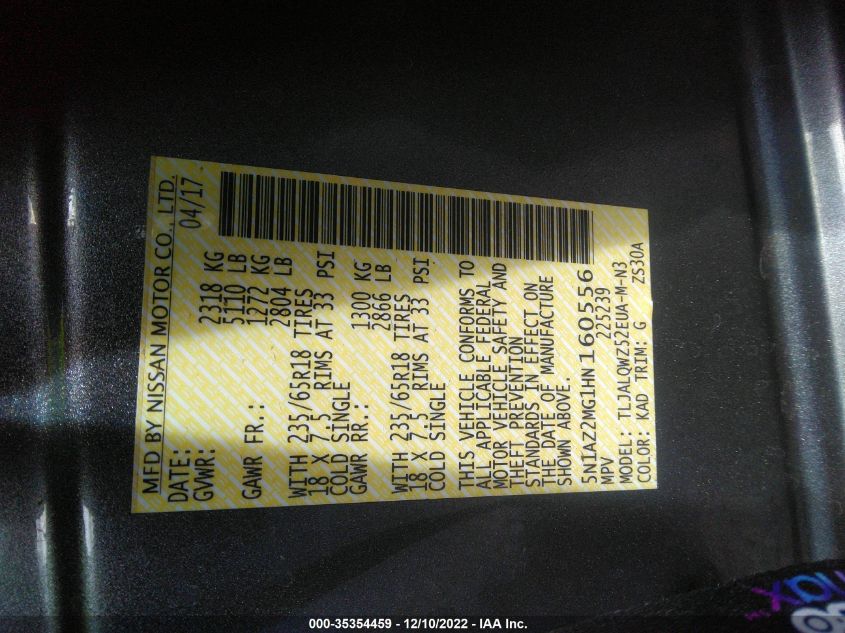 MFD BY NISSAN MOTOR CO., LTD.
DATE: 04/17
GVWR: 2318 KG
5110 LB
GAWR FR.: 1272 KG
2804 LB
WITH 235/65R18 TIRES
18 X 7.5 RIMS AT 33 PSI
COLD SINGLE
GAWR RR.: 1300 KG
2866 LB
WITH 235/65R18 TIRES
18 X 7.5 RIMS AT 33 PSI
COLD SINGLE
THIS VEHICLE CONFORMS TO
ALL APPLICABLE FEDERAL
MOTOR VEHICLE SAFETY AND
THEFT PREVENTION
STANDARDS IN EFFECT ON
THE DATE OF MANUFACTURE
SHOWN ABOVE.
5N1AZ2MG1HN160556
MPV 225239
MODEL: TLJALQWZ52EUA-M-N3
COLOR: KAD TRIM: G ZS30A
000-35354459 - 12/10/2022 - IAA Inc.